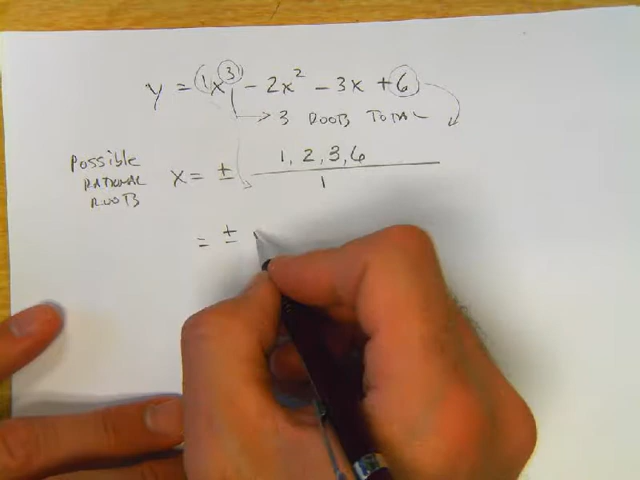 y = 1x³ - 2x² - 3x + 6
3 ROOTS TOTAL
Possible
RATIONAL
ROOTS
x = ± 1, 2, 3, 6
1
= ±